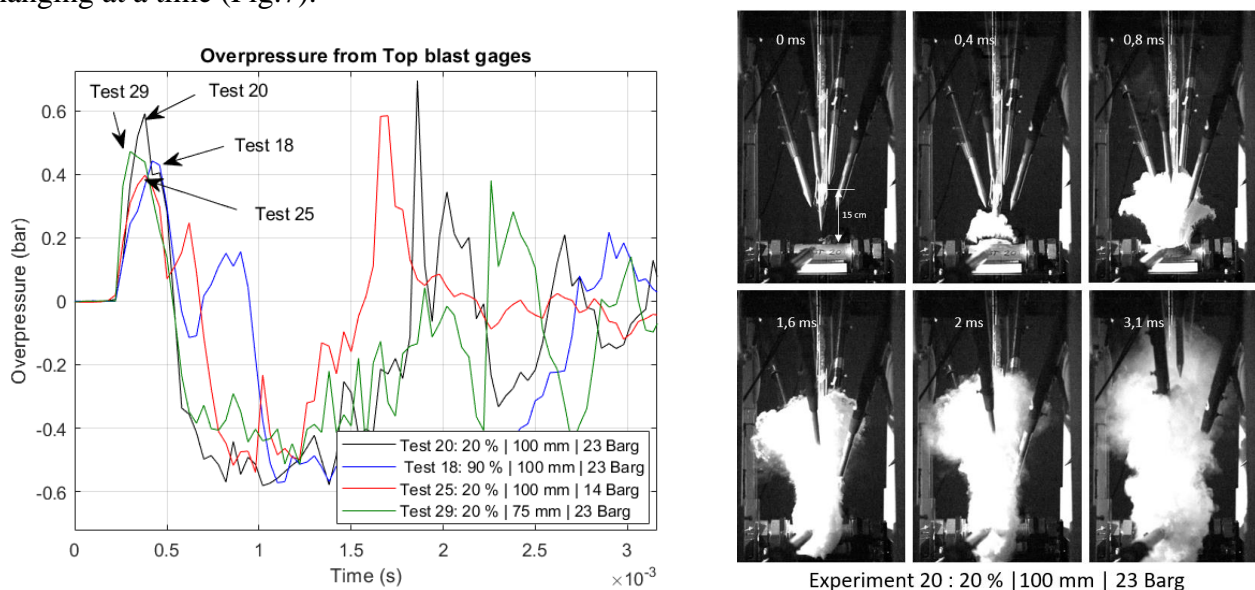 hanging at a time (Fig.7).
Overpressure from Top blast gages
Test 29
Test 20
Test 18
Test 25
Overpressure (bar)
0.6
0.4
0.2
0
-0.2
-0.4
-0.6
Test 20: 20 % | 100 mm | 23 Barg
Test 18: 90 % | 100 mm | 23 Barg
Test 25: 20 % | 100 mm | 14 Barg
Test 29: 20 % | 75 mm | 23 Barg
0 0.5 1 1.5 2 2.5 3
Time (s)
×10⁻³
0 ms
0,4 ms
0,8 ms
15 cm
1,6 ms
2 ms
3,1 ms
Experiment 20 : 20 % |100 mm | 23 Barg